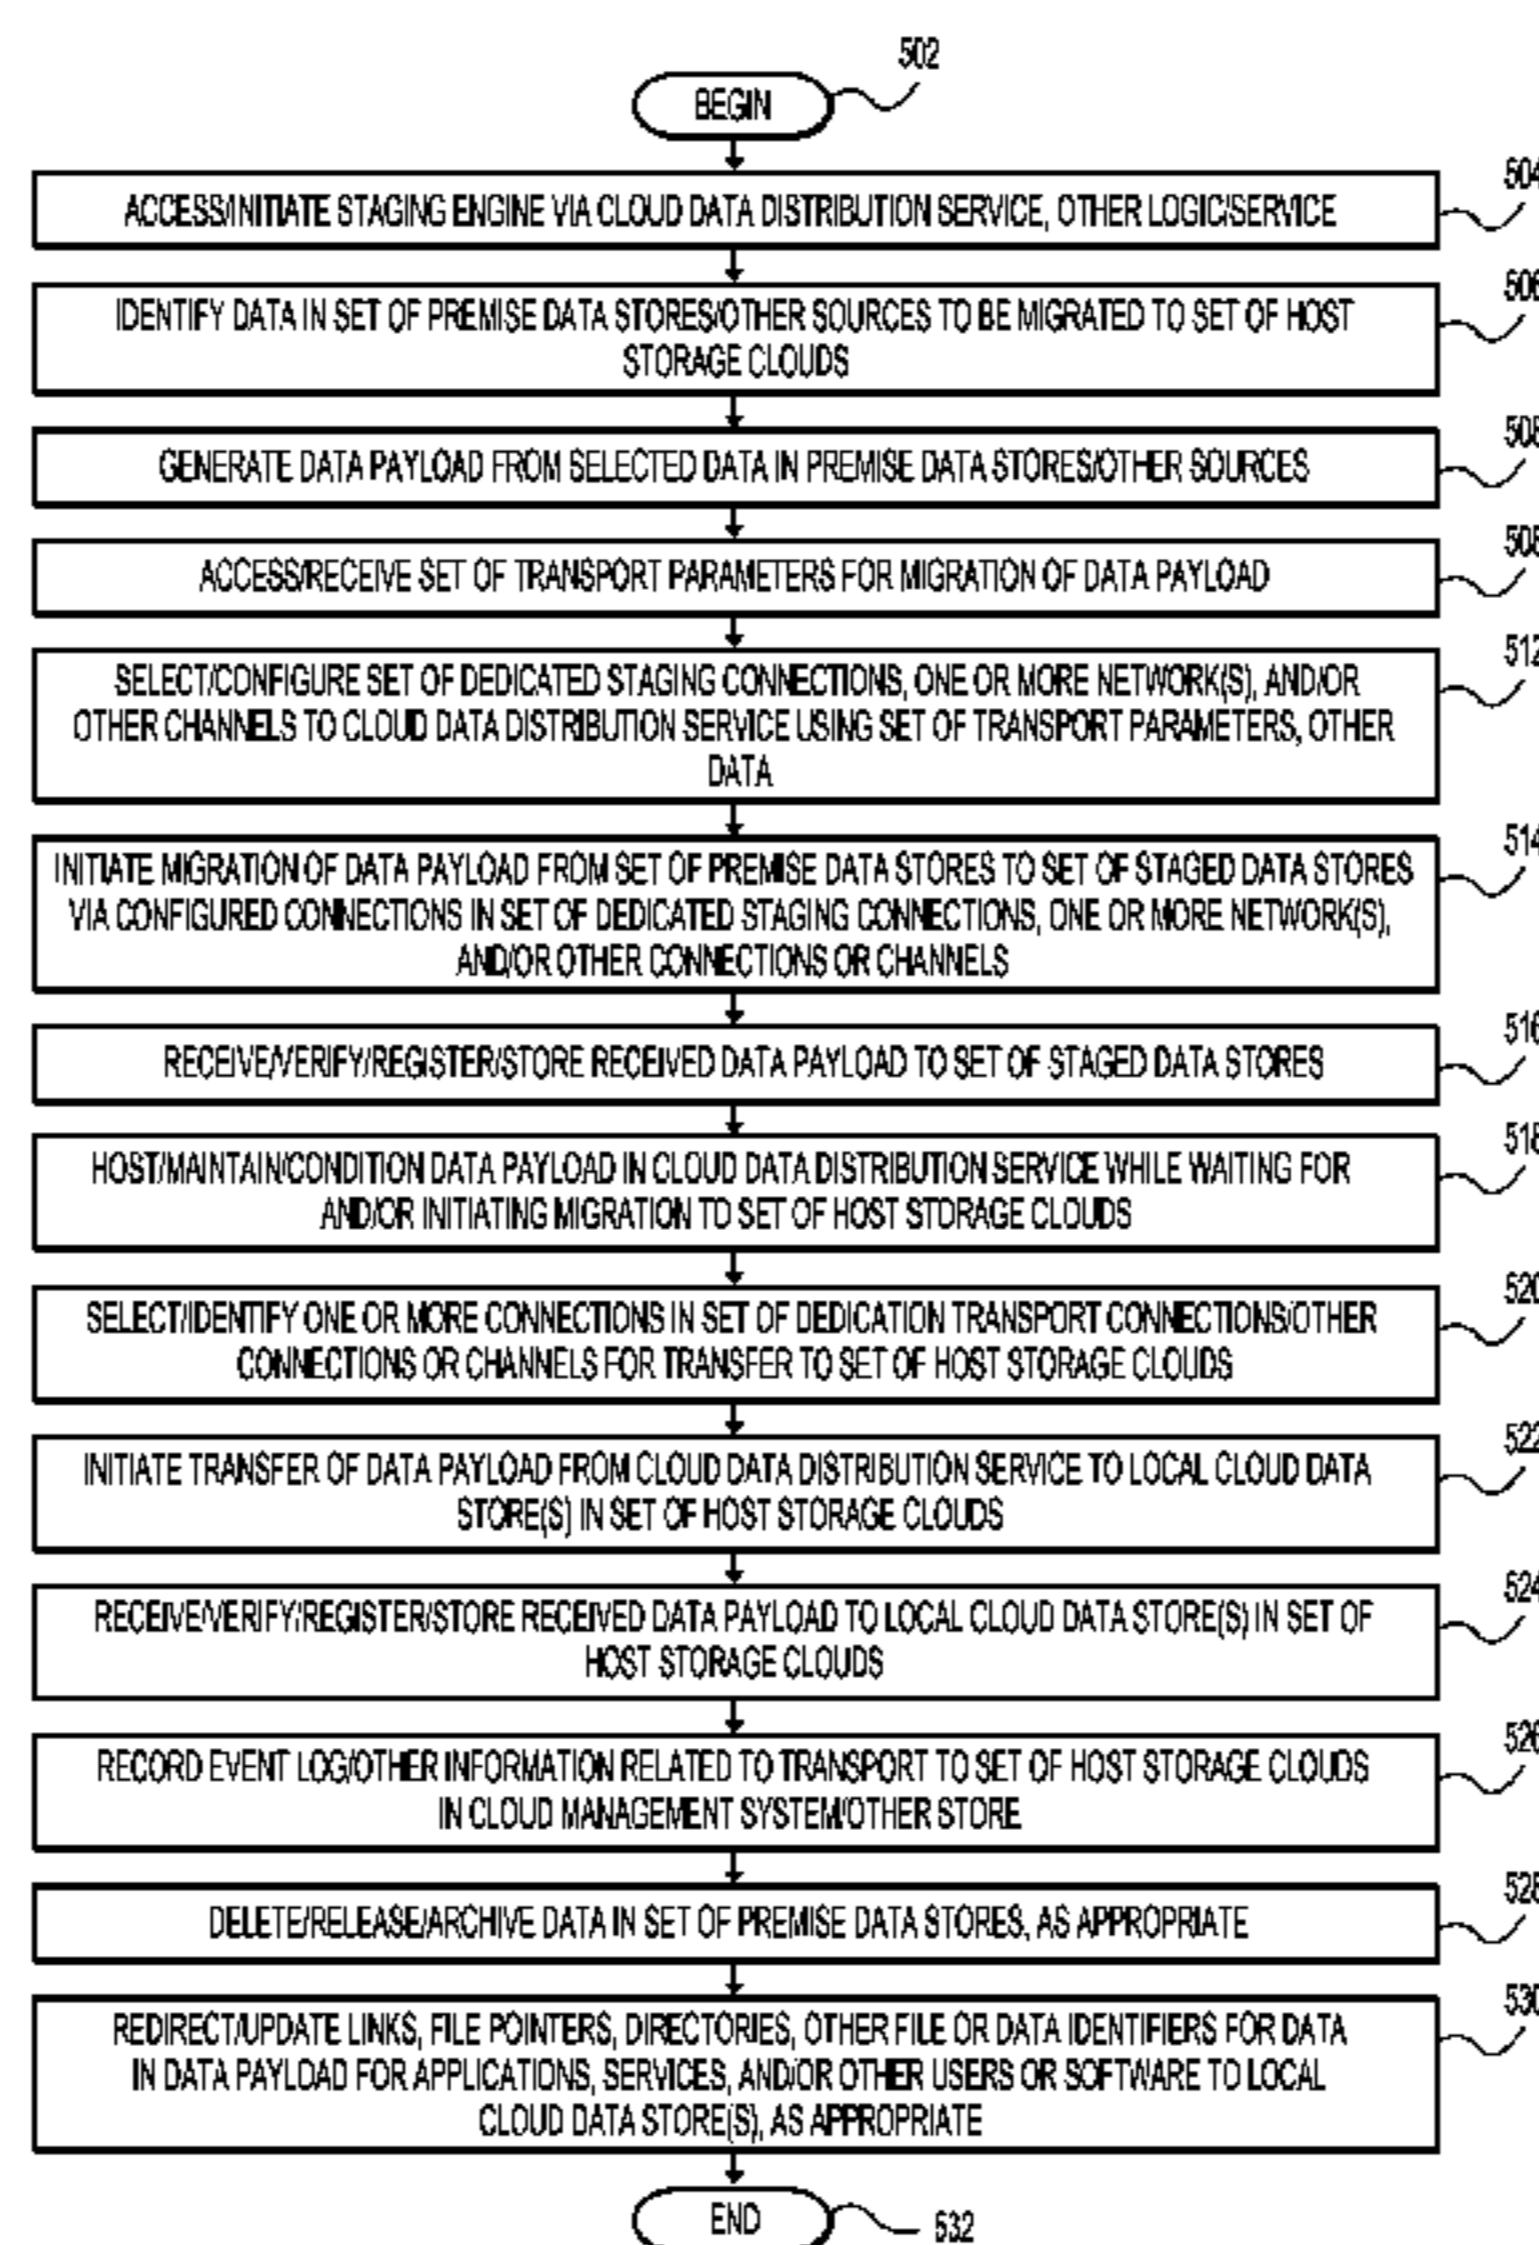 502
BEGIN
504
ACCESS/INITIATE STAGING ENGINE VIA CLOUD DATA DISTRIBUTION SERVICE, OTHER LOGIC/SERVICE
506
IDENTIFY DATA IN SET OF PREMISE DATA STORES/OTHER SOURCES TO BE MIGRATED TO SET OF HOST
STORAGE CLOUDS
508
GENERATE DATA PAYLOAD FROM SELECTED DATA IN PREMISE DATA STORES/OTHER SOURCES
508
ACCESS/RECEIVE SET OF TRANSPORT PARAMETERS FOR MIGRATION OF DATA PAYLOAD
512
SELECT/CONFIGURE SET OF DEDICATED STAGING CONNECTIONS, ONE OR MORE NETWORK(S), AND/OR
OTHER CHANNELS TO CLOUD DATA DISTRIBUTION SERVICE USING SET OF TRANSPORT PARAMETERS, OTHER
DATA
514
INITIATE MIGRATION OF DATA PAYLOAD FROM SET OF PREMISE DATA STORES TO SET OF STAGED DATA STORES
VIA CONFIGURED CONNECTIONS IN SET OF DEDICATED STAGING CONNECTIONS, ONE OR MORE NETWORK(S),
AND/OR OTHER CONNECTIONS OR CHANNELS
516
RECEIVE/VERIFY/REGISTER/STORE RECEIVED DATA PAYLOAD TO SET OF STAGED DATA STORES
518
HOST/MAINTAIN/CONDITION DATA PAYLOAD IN CLOUD DATA DISTRIBUTION SERVICE WHILE WAITING FOR
AND/OR INITIATING MIGRATION TO SET OF HOST STORAGE CLOUDS
520
SELECT/IDENTIFY ONE OR MORE CONNECTIONS IN SET OF DEDICATION TRANSPORT CONNECTIONS/OTHER
CONNECTIONS OR CHANNELS FOR TRANSFER TO SET OF HOST STORAGE CLOUDS
522
INITIATE TRANSFER OF DATA PAYLOAD FROM CLOUD DATA DISTRIBUTION SERVICE TO LOCAL CLOUD DATA
STORE(S) IN SET OF HOST STORAGE CLOUDS
524
RECEIVE/VERIFY/REGISTER/STORE RECEIVED DATA PAYLOAD TO LOCAL CLOUD DATA STORE(S) IN SET OF
HOST STORAGE CLOUDS
526
RECORD EVENT LOG/OTHER INFORMATION RELATED TO TRANSPORT TO SET OF HOST STORAGE CLOUDS
IN CLOUD MANAGEMENT SYSTEM/OTHER STORE
528
DELETE/RELEASE/ARCHIVE DATA IN SET OF PREMISE DATA STORES, AS APPROPRIATE
530
REDIRECT/UPDATE LINKS, FILE POINTERS, DIRECTORIES, OTHER FILE OR DATA IDENTIFIERS FOR DATA
IN DATA PAYLOAD FOR APPLICATIONS, SERVICES, AND/OR OTHER USERS OR SOFTWARE TO LOCAL
CLOUD DATA STORE(S), AS APPROPRIATE
END
532